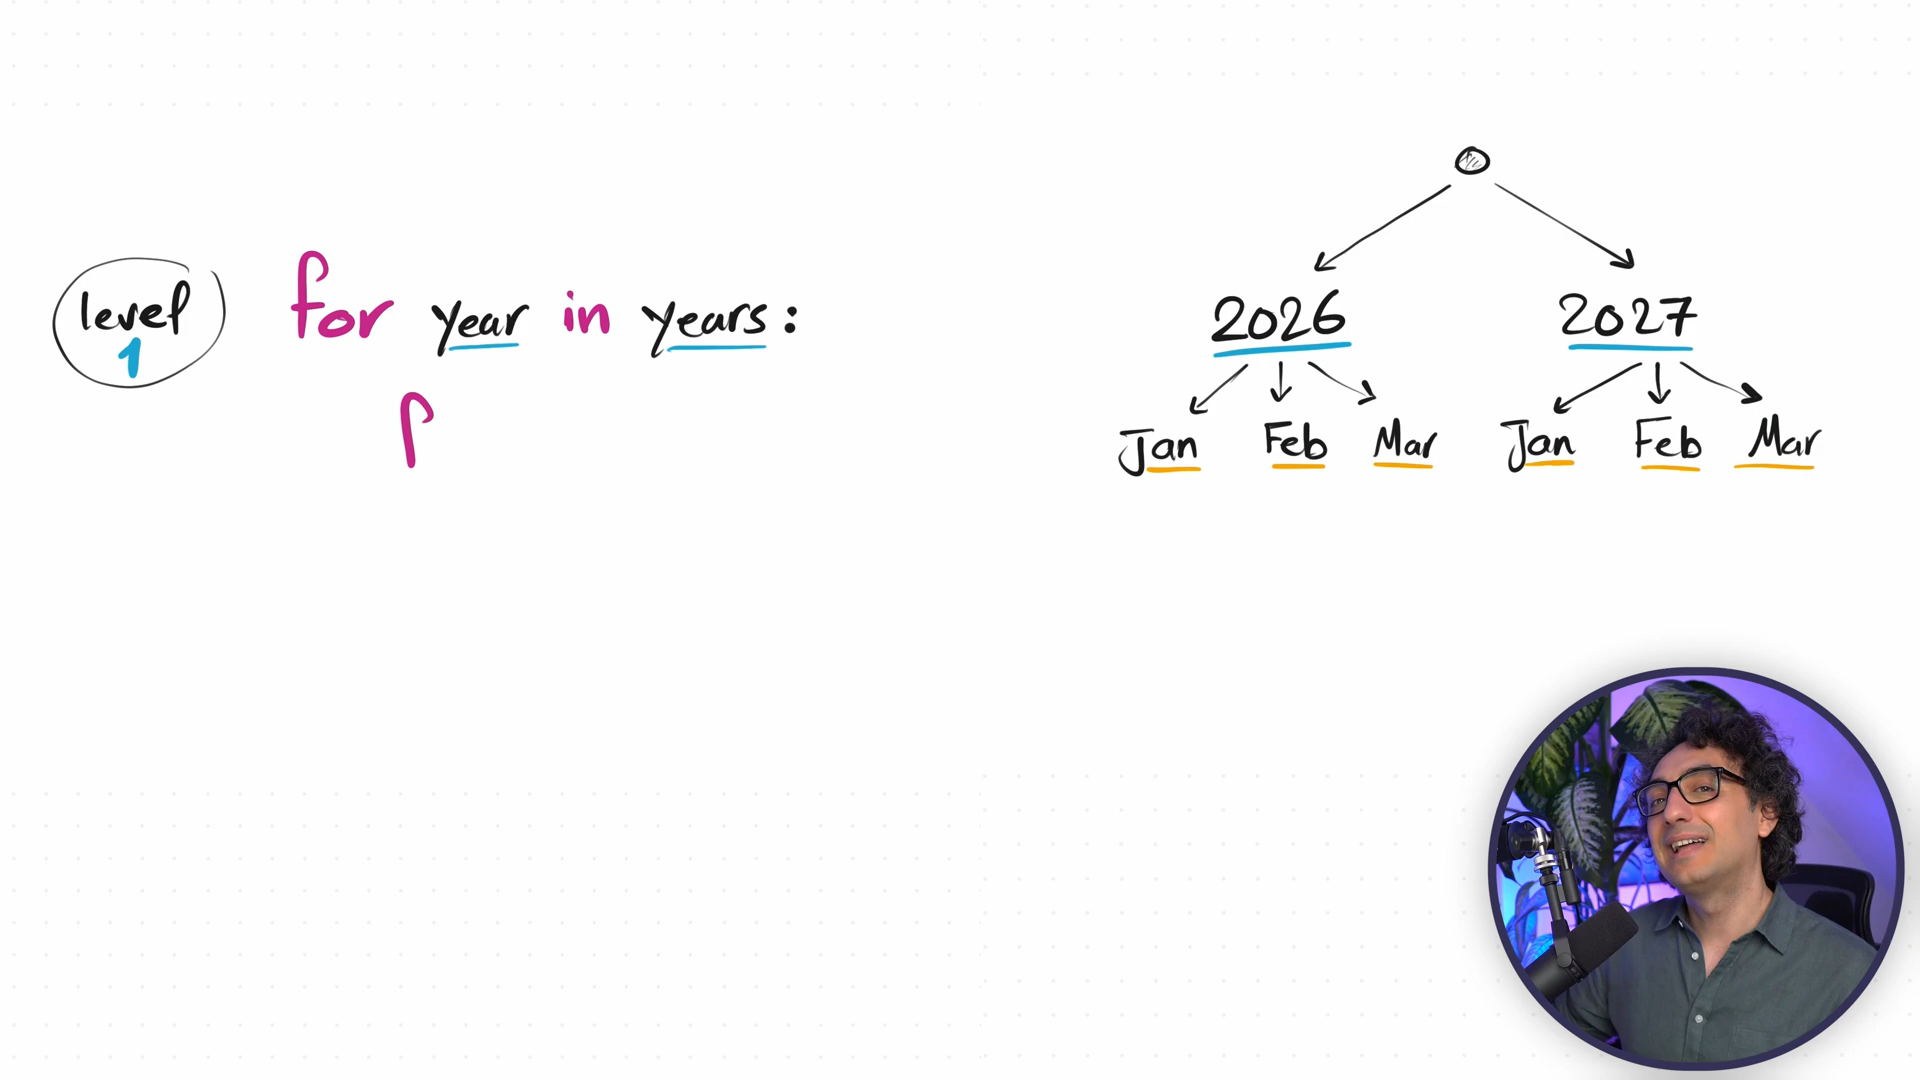 level
1
for year in years:
f
2026 2027
Jan Feb Mar Jan Feb Mar